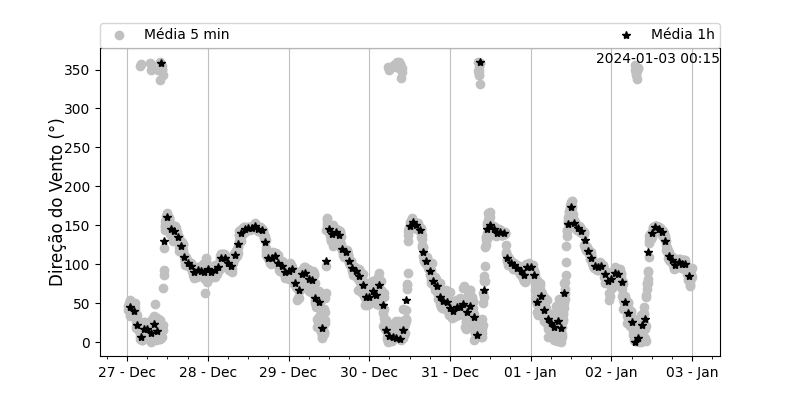 Média 5 min
Média 1h
2024-01-03 00:15
Direção do Vento (°)
350
300
250
200
150
100
50
0
27 - Dec
28 - Dec
29 - Dec
30 - Dec
31 - Dec
01 - Jan
02 - Jan
03 - Jan